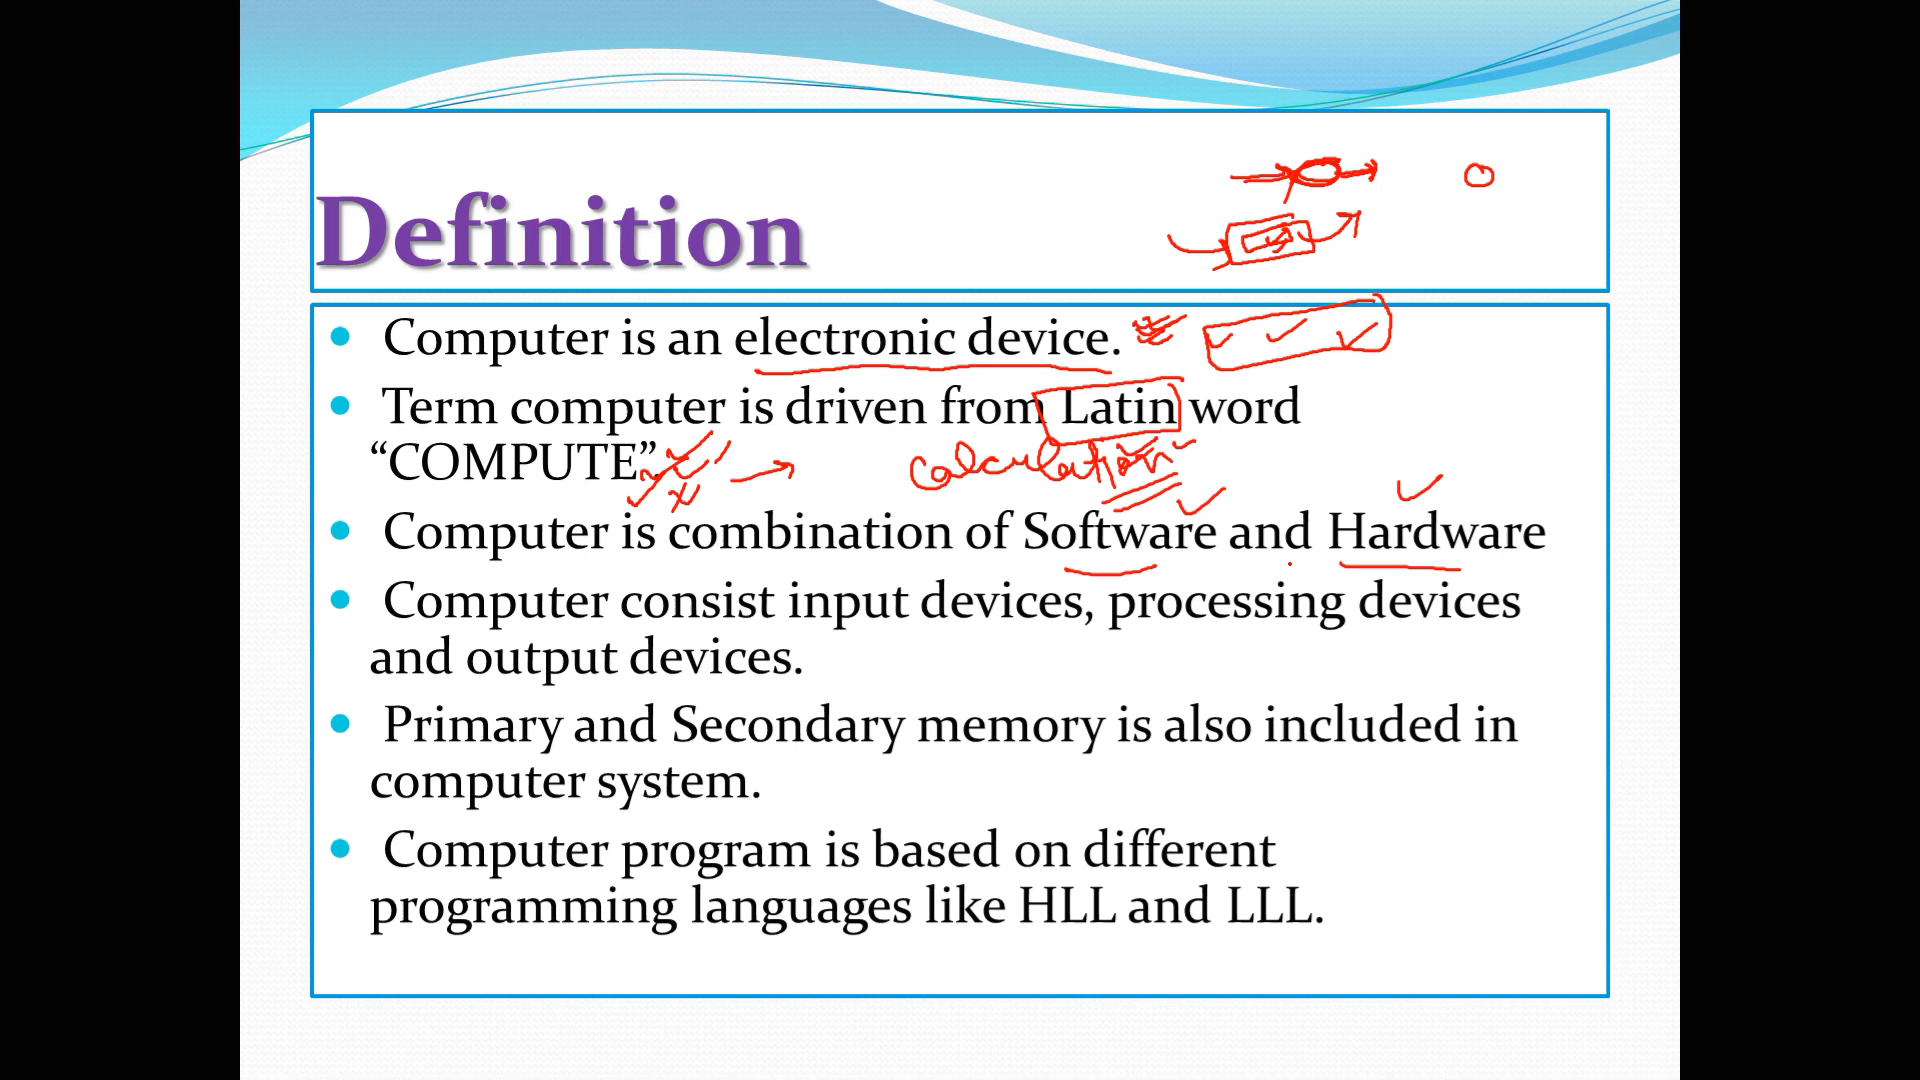 Definition
Computer is an electronic device.
Term computer is driven from Latin word
“COMPUTE”.
calculation
Computer is combination of Software and Hardware
Computer consist input devices, processing devices
and output devices.
Primary and Secondary memory is also included in
computer system.
Computer program is based on different
programming languages like HLL and LLL.